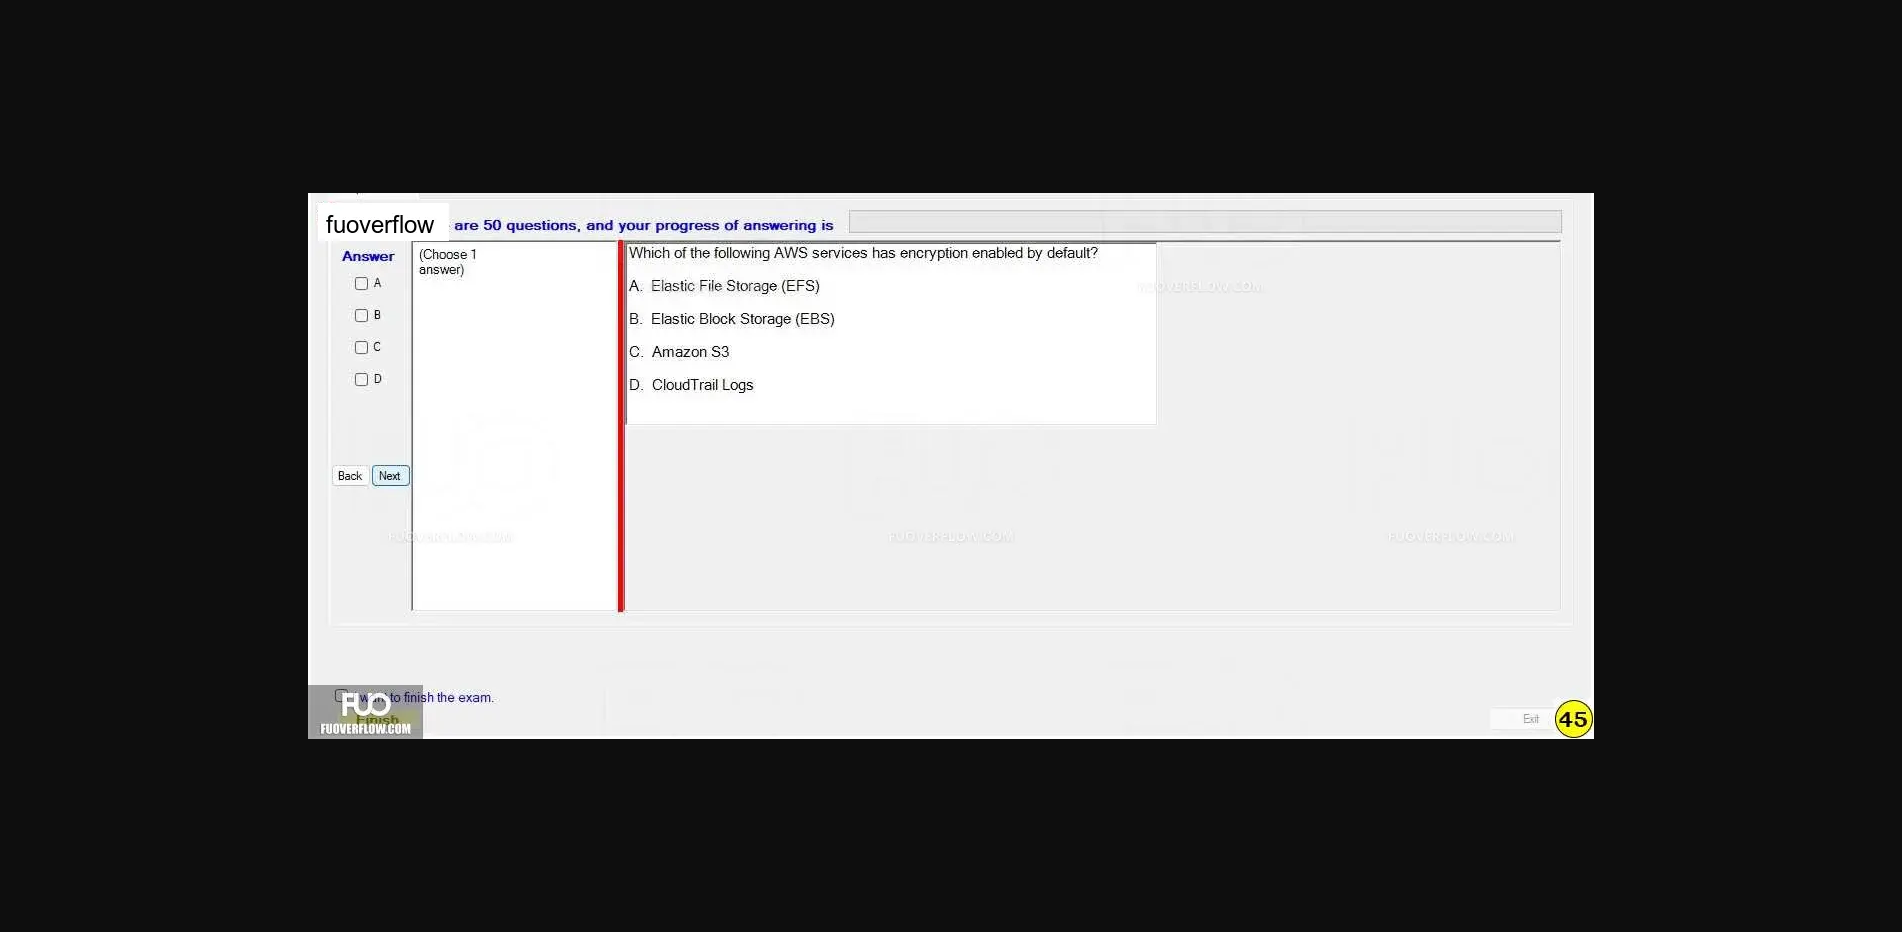 fuoverflow
are 50 questions, and your progress of answering is
Answer
(Choose 1
answer)
A
B
C
D
Back
Next
Which of the following AWS services has encryption enabled by default?
A. Elastic File Storage (EFS)
B. Elastic Block Storage (EBS)
C. Amazon S3
D. CloudTrail Logs
FUOVERFLOW.COM
FUOVERFLOW.COM
FUOVERFLOW.COM
FUOVERFLOW.COM
want to finish the exam.
FUO
Finish
FUOVERFLOW.COM
Exit
45